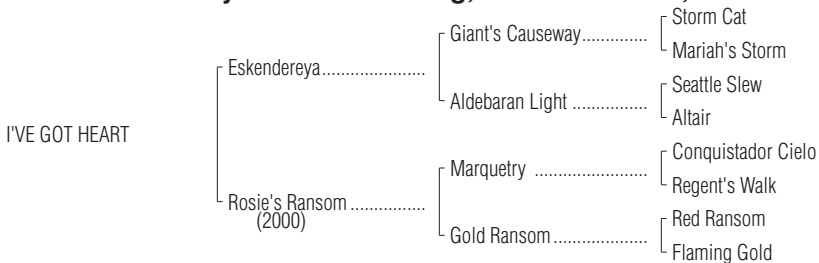 Storm Cat
Giant's Causeway..............
Mariah's Storm
Eskendereya......................
Seattle Slew
Aldebaran Light ................
Altair
I'VE GOT HEART
Conquistador Cielo
Marquetry ........................
Regent's Walk
Rosie's Ransom ................
(2000)
Red Ransom
Gold Ransom....................
Flaming Gold